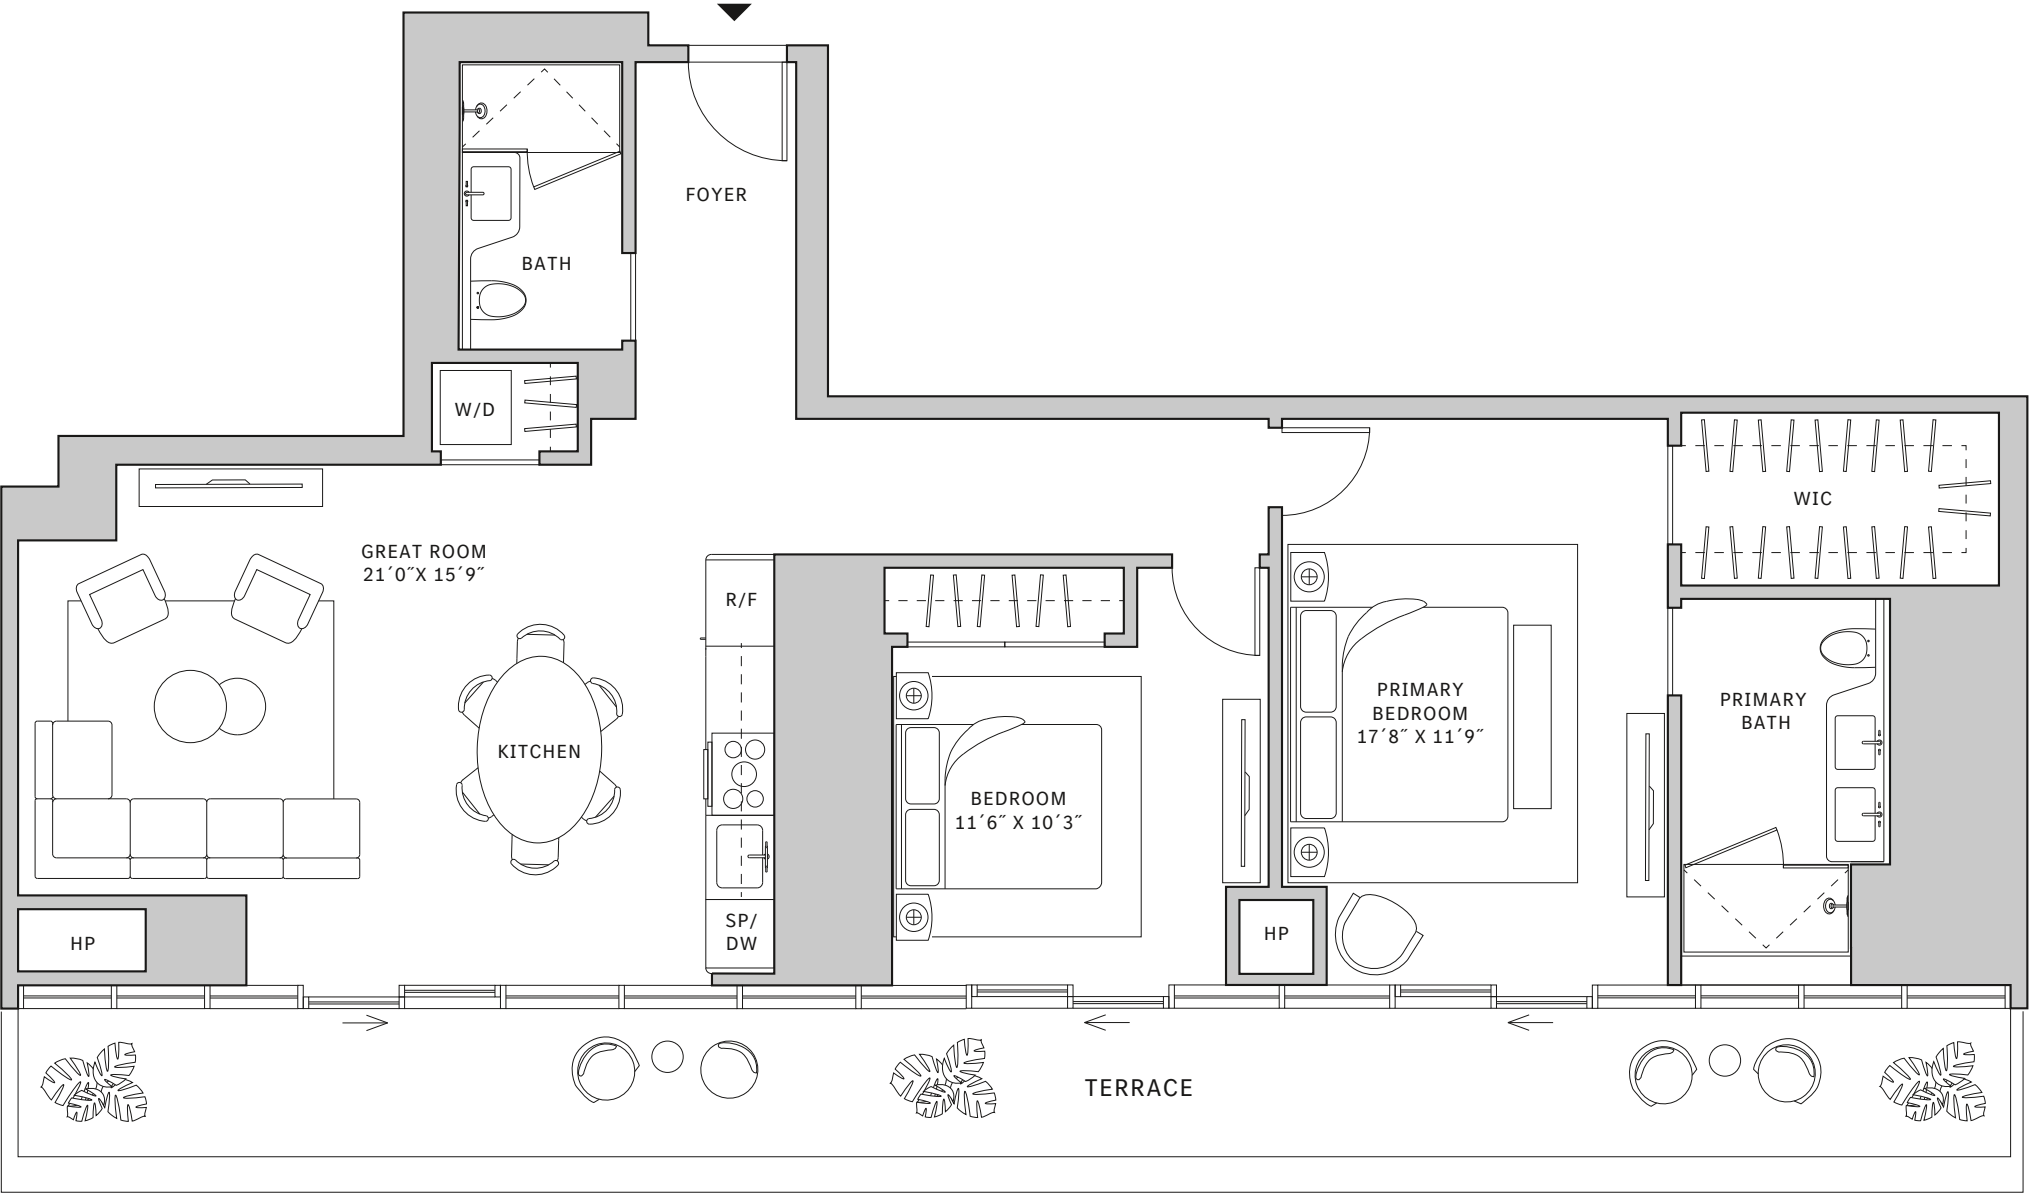 FOYER
BATH
W/D
WIC
GREAT ROOM
21´0˝X 15´9˝
R/F
PRIMARY
BEDROOM
17´8˝ X 11´9˝
PRIMARY
BATH
KITCHEN
BEDROOM
11´6˝ X 10´3˝
SP/
DW
HP
HP
TERRACE